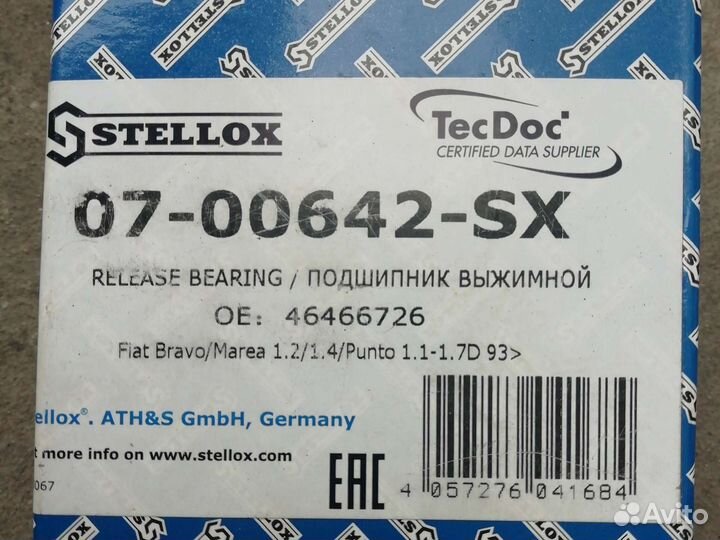 STELLOX
TecDoc
CERTIFIED DATA SUPPLIER
07-00642-SX
RELEASE BEARING / ПОДШИПНИК ВЫЖИМНОЙ
OE: 46466726
Fiat Bravo/Marea 1.2/1.4/Punto 1.1-1.7D 93>
ellox®. ATH&S GmbH, Germany
t more info on www.stellox.com
067
EAC
4 057276 041684
Avito